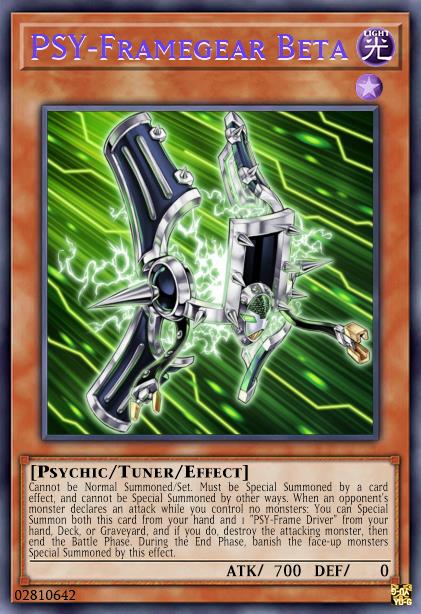 PSY-Framegear Beta
LIGHT
光
[Psychic/Tuner/Effect]
Cannot be Normal Summoned/Set. Must be Special Summoned by a card
effect, and cannot be Special Summoned by other ways. When an opponent's
monster declares an attack while you control no monsters: You can Special
Summon both this card from your hand and 1 "PSY-Frame Driver" from your
hand, Deck, or Graveyard, and if you do, destroy the attacking monster, then
end the Battle Phase. During the End Phase, banish the face-up monsters
Special Summoned by this effect.
ATK/ 700 DEF/ 0
02810642